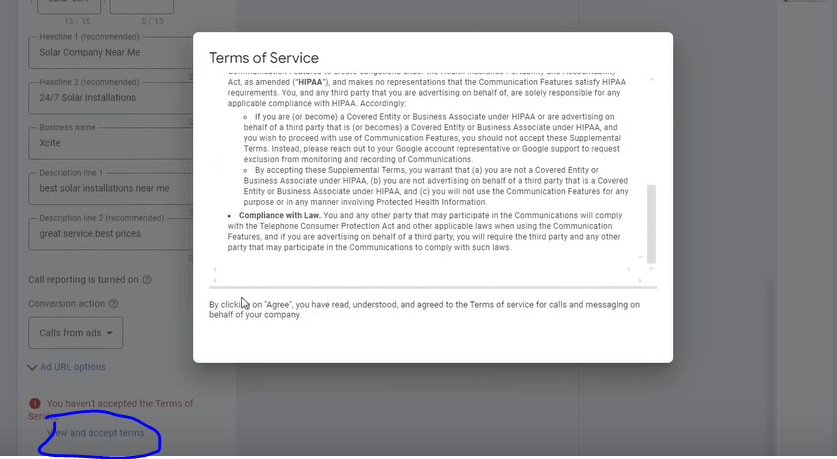 13 / 15
0 / 13
Headline 1 (recommended)
Solar Company Near Me
Headline 2 (recommended)
24/7 Solar Installations
Business name
Xcite
Description line 1
best solar installations near me
Description line 2 (recommended)
great service best prices
Call reporting is turned on
Conversion action
Calls from ads
Ad URL options
You haven't accepted the Terms of
Service
View and accept terms
Terms of Service
Act, as amended ("HIPAA"), and makes no representations that the Communication Features satisfy HIPAA
requirements. You, and any third party that you are advertising on behalf of, are solely responsible for any
applicable compliance with HIPAA. Accordingly:
If you are (or become) a Covered Entity or Business Associate under HIPAA or are advertising on
behalf of a third party that is (or becomes) a Covered Entity or Business Associate under HIPAA, and
you wish to proceed with use of Communication Features, you should not accept these Supplemental
Terms. Instead, please reach out to your Google account representative or Google support to request
exclusion from monitoring and recording of Communications.
By accepting these Supplemental Terms, you warrant that (a) you are not a Covered Entity or
Business Associate under HIPAA, (b) you are not advertising on behalf of a third party that is a Covered
Entity or Business Associate under HIPAA, and (c) you will not use the Communication Features for any
purpose or in any manner involving Protected Health Information.
Compliance with Law. You and any other party that may participate in the Communications will comply
with the Telephone Consumer Protection Act and other applicable laws when using the Communication
Features, and if you are advertising on behalf of a third party, you will require the third party and any other
party that may participate in the Communications to comply with such laws.
By clicking on "Agree", you have read, understood, and agreed to the Terms of service for calls and messaging on
behalf of your company